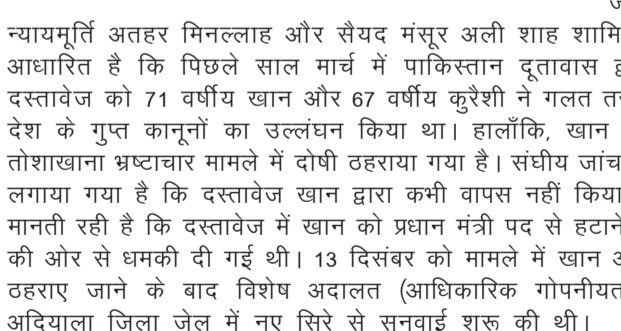 न्यायमूर्ति अतहर मिनल्लाह और सैयद मंसूर अली शाह
आधारित है कि पिछले साल मार्च में पाकिस्तान दूतावास
दस्तावेज को 71 वर्षीय खान और 67 वर्षीय कुरैशी ने गलत
देश के गुप्त कानूनों का उल्लंघन किया था। हालाँकि, खान
तोशाखाना भ्रष्टाचार मामले में दोषी ठहराया गया है। संघीय जांच
लगाया गया है कि दस्तावेज खान द्वारा कभी वापस नहीं किया
मानती रही है कि दस्तावेज में खान को प्रधान मंत्री पद से हटाने
की ओर से धमकी दी गई थी। 13 दिसंबर को मामले में खान
ठहराए जाने के बाद विशेष अदालत (आधिकारिक
अदियाला जिला जेल में नए सिरे से सुनवाई शुरू की थी।